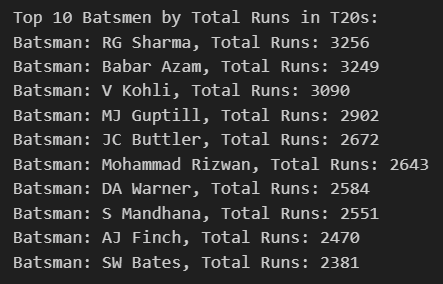 Top 10 Batsmen by Total Runs in T20s:
Batsman: RG Sharma, Total Runs: 3256
Batsman: Babar Azam, Total Runs: 3249
Batsman: V Kohli, Total Runs: 3090
Batsman: MJ Guptill, Total Runs: 2902
Batsman: JC Buttler, Total Runs: 2672
Batsman: Mohammad Rizwan, Total Runs: 2643
Batsman: DA Warner, Total Runs: 2584
Batsman: S Mandhana, Total Runs: 2551
Batsman: AJ Finch, Total Runs: 2470
Batsman: SW Bates, Total Runs: 2381